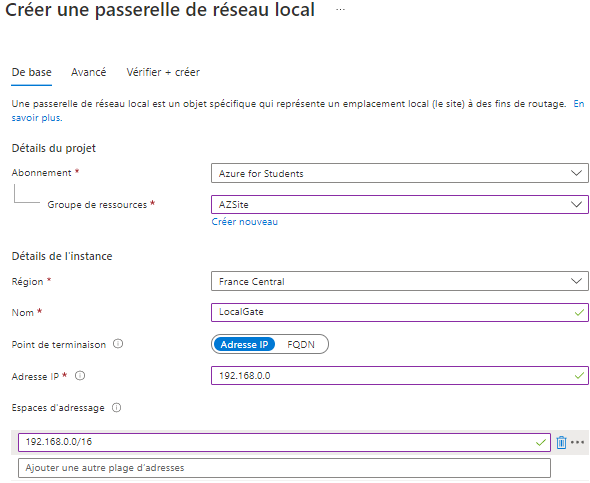 Créer une passerelle de réseau local ...
De base Avancé Vérifier + créer
Une passerelle de réseau local est un objet spécifique qui représente un emplacement local (le site) à des fins de routage. En
savoir plus.
Détails du projet
Abonnement * Azure for Students
Groupe de ressources * AZSite
Créer nouveau
Détails de l'instance
Région * France Central
Nom * LocalGate
Point de terminaison Adresse IP FQDN
Adresse IP * 192.168.0.0
Espaces d'adressage
192.168.0.0/16
Ajouter une autre plage d'adresses